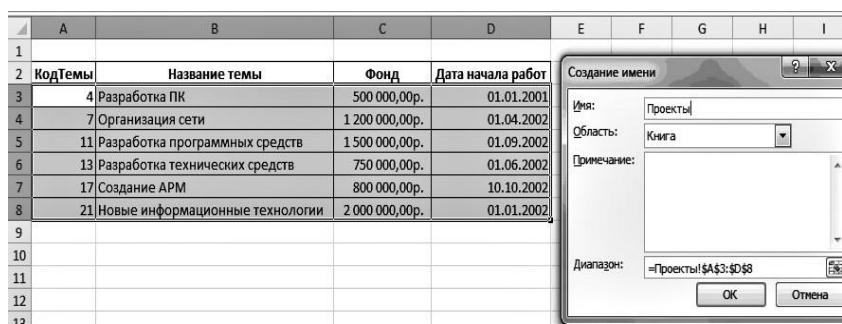 A B C D E F G H I
1
2 КодТемы Название темы Фонд Дата начала работ
3 4 Разработка ПК 500 000,00р. 01.01.2001
4 7 Организация сети 1 200 000,00р. 01.04.2002
5 11 Разработка программных средств 1 500 000,00р. 01.09.2002
6 13 Разработка технических средств 750 000,00р. 01.06.2002
7 17 Создание АРМ 800 000,00р. 10.10.2002
8 21 Новые информационные технологии 2 000 000,00р. 01.01.2002
9
10
11
12
13
Создание имени ? X
Имя: Проекты
Область: Книга
Примечание:
Диапазон: =Проекты!$A$3:$D$8
ОК Отмена